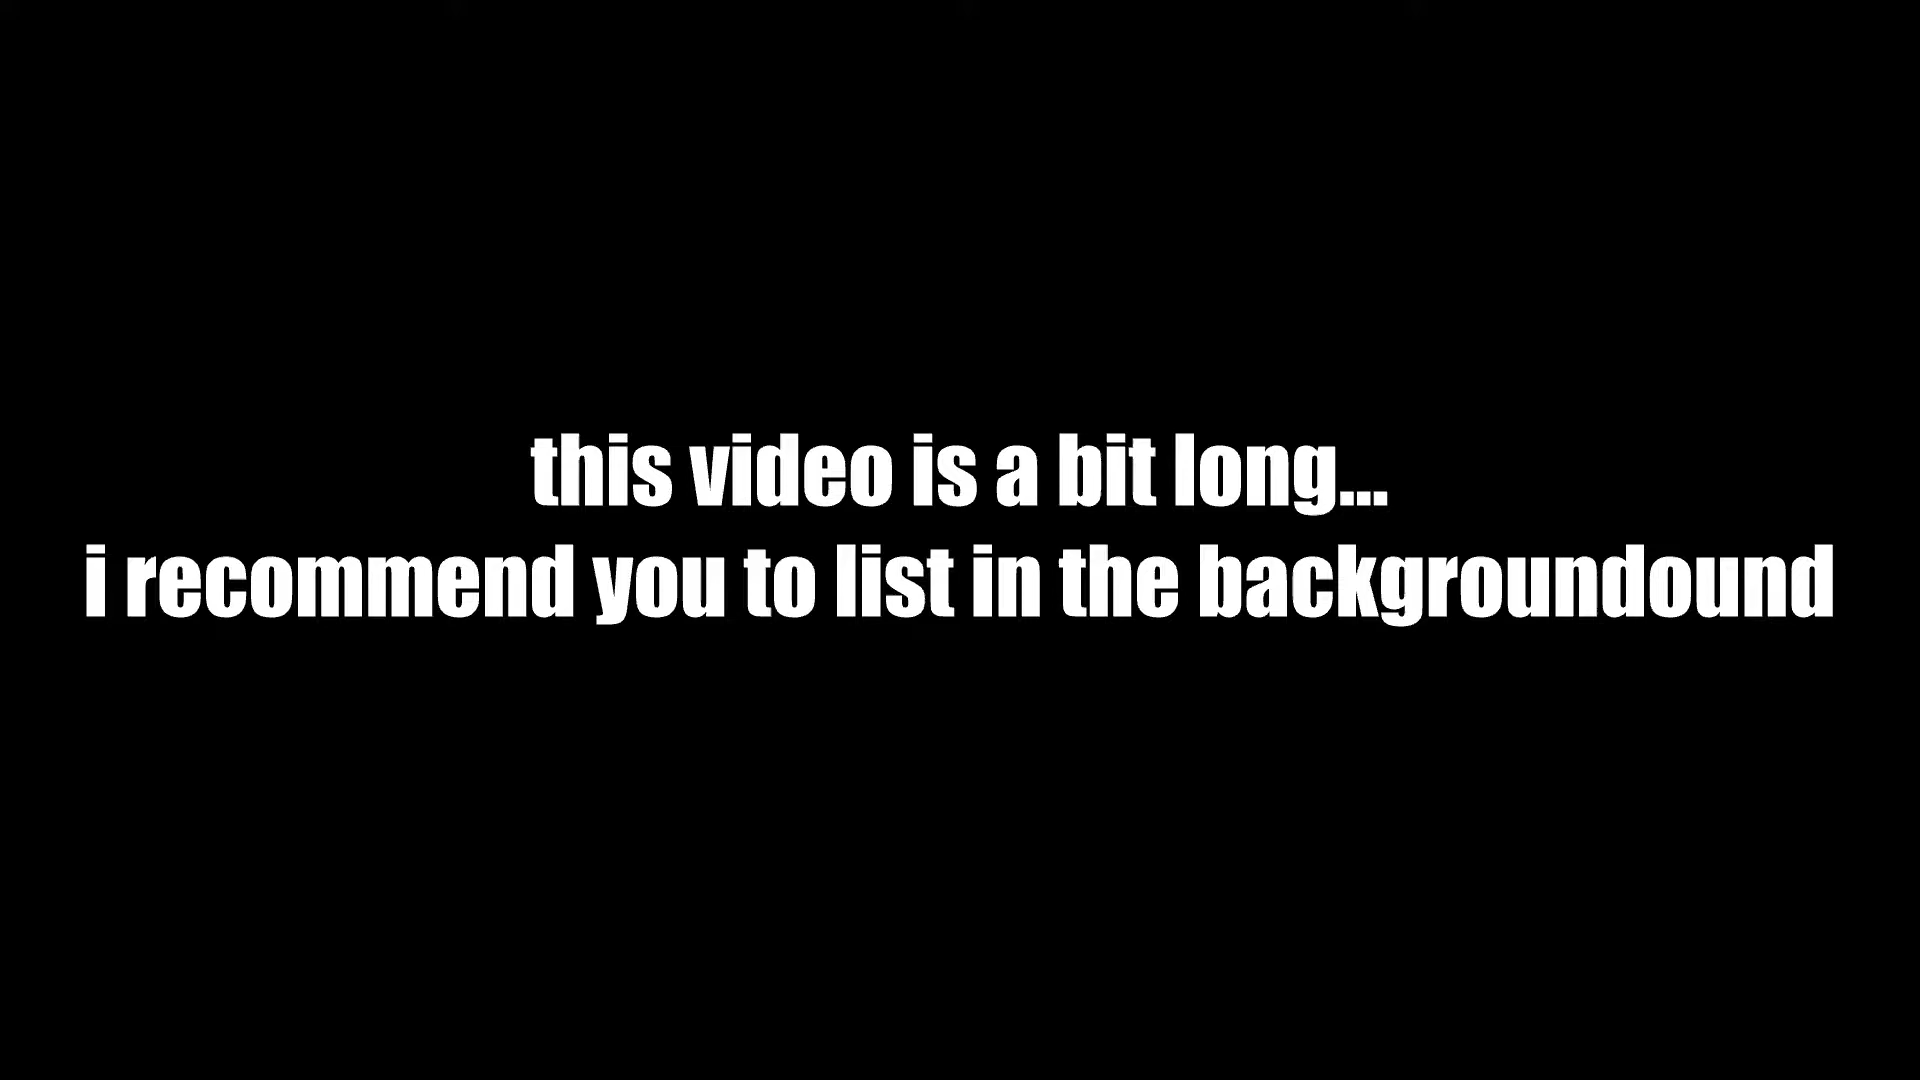 this video is a bit long...
i recommend you to list in the backgroundound